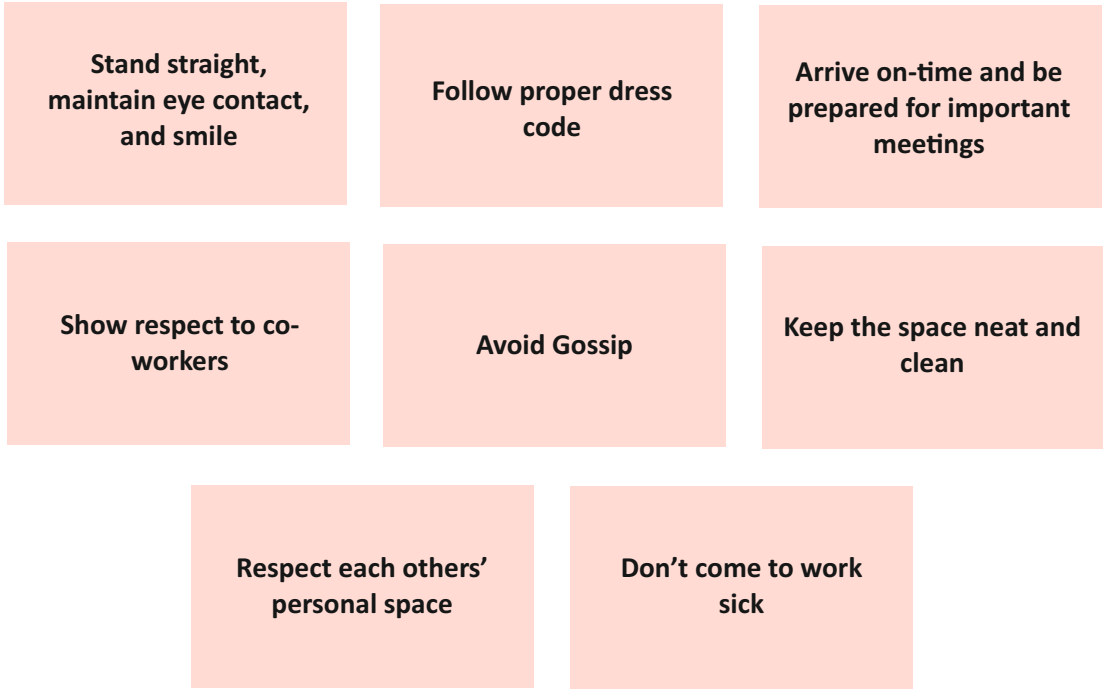 Stand straight,
maintain eye contact,
and smile
Follow proper dress
code
Arrive on-time and be
prepared for important
meetings
Show respect to co-
workers
Avoid Gossip
Keep the space neat and
clean
Respect each others’
personal space
Don’t come to work
sick